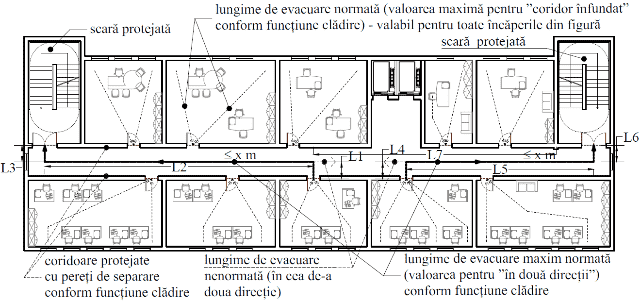 lungime de evacuare normată (valoarea maximă pentru ”coridor înfundat”
conform funcțiune clădire) - valabil pentru toate încăperile din figură
scară protejată
scară protejată
L6
L3
≤ x m
L2
L1
L4
L7
≤ x m
L5
coridoare protejate
cu pereți de separare
conform funcțiune clădire
lungime de evacuare
nenormată (în cea de-a
doua direcție)
lungime de evacuare maxim normată
(valoarea pentru ”în două direcții”)
conform funcțiune clădire